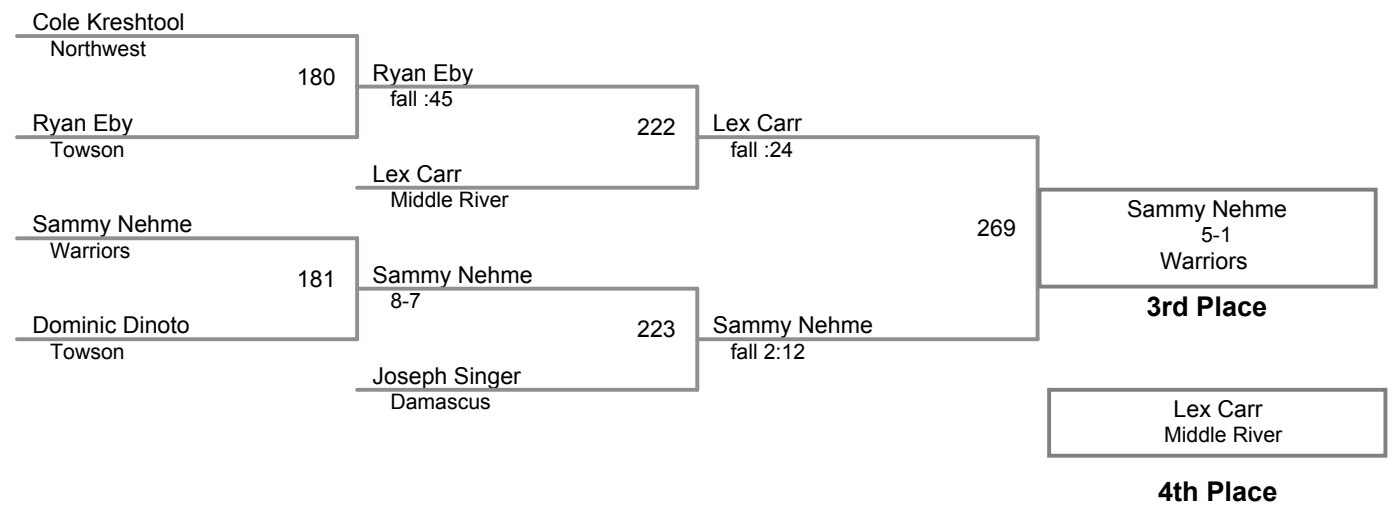 Cole Kreshtool
Northwest
180
Ryan Eby
fall :45
Ryan Eby
Towson
222
Lex Carr
fall :24
Lex Carr
Middle River
Sammy Nehme
Warriors
269
Sammy Nehme
5-1
Warriors
3rd Place
181
Sammy Nehme
8-7
Dominic Dinoto
Towson
223
Sammy Nehme
fall 2:12
Joseph Singer
Damascus
Lex Carr
Middle River
4th Place